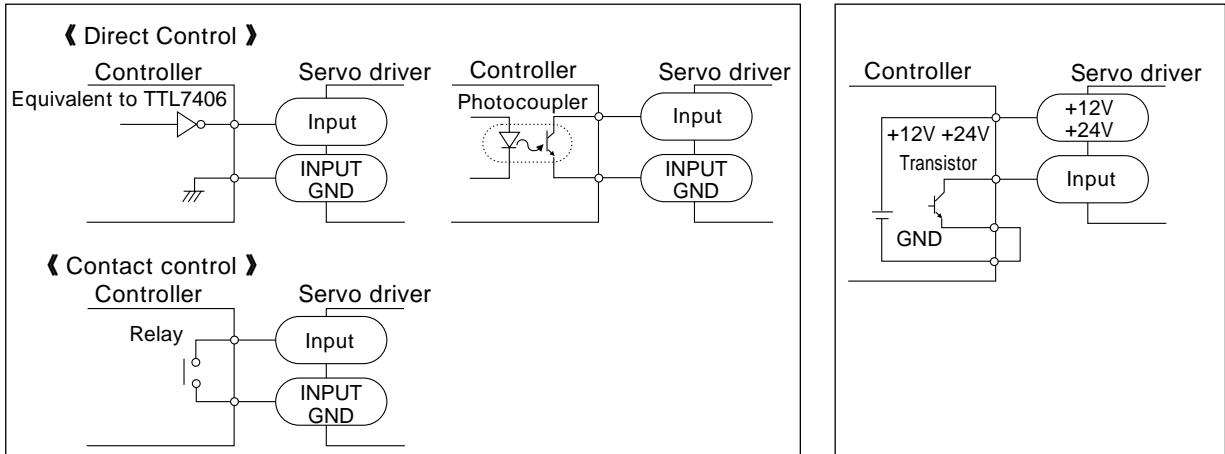 《 Direct Control 》
Controller
Servo driver
Equivalent to TTL7406
Input
INPUT
GND
Controller
Servo driver
Photocoupler
Input
INPUT
GND
《 Contact control 》
Controller
Servo driver
Relay
Input
INPUT
GND
Controller
Servo driver
+12V
+24V
+12V +24V
Transistor
Input
GND